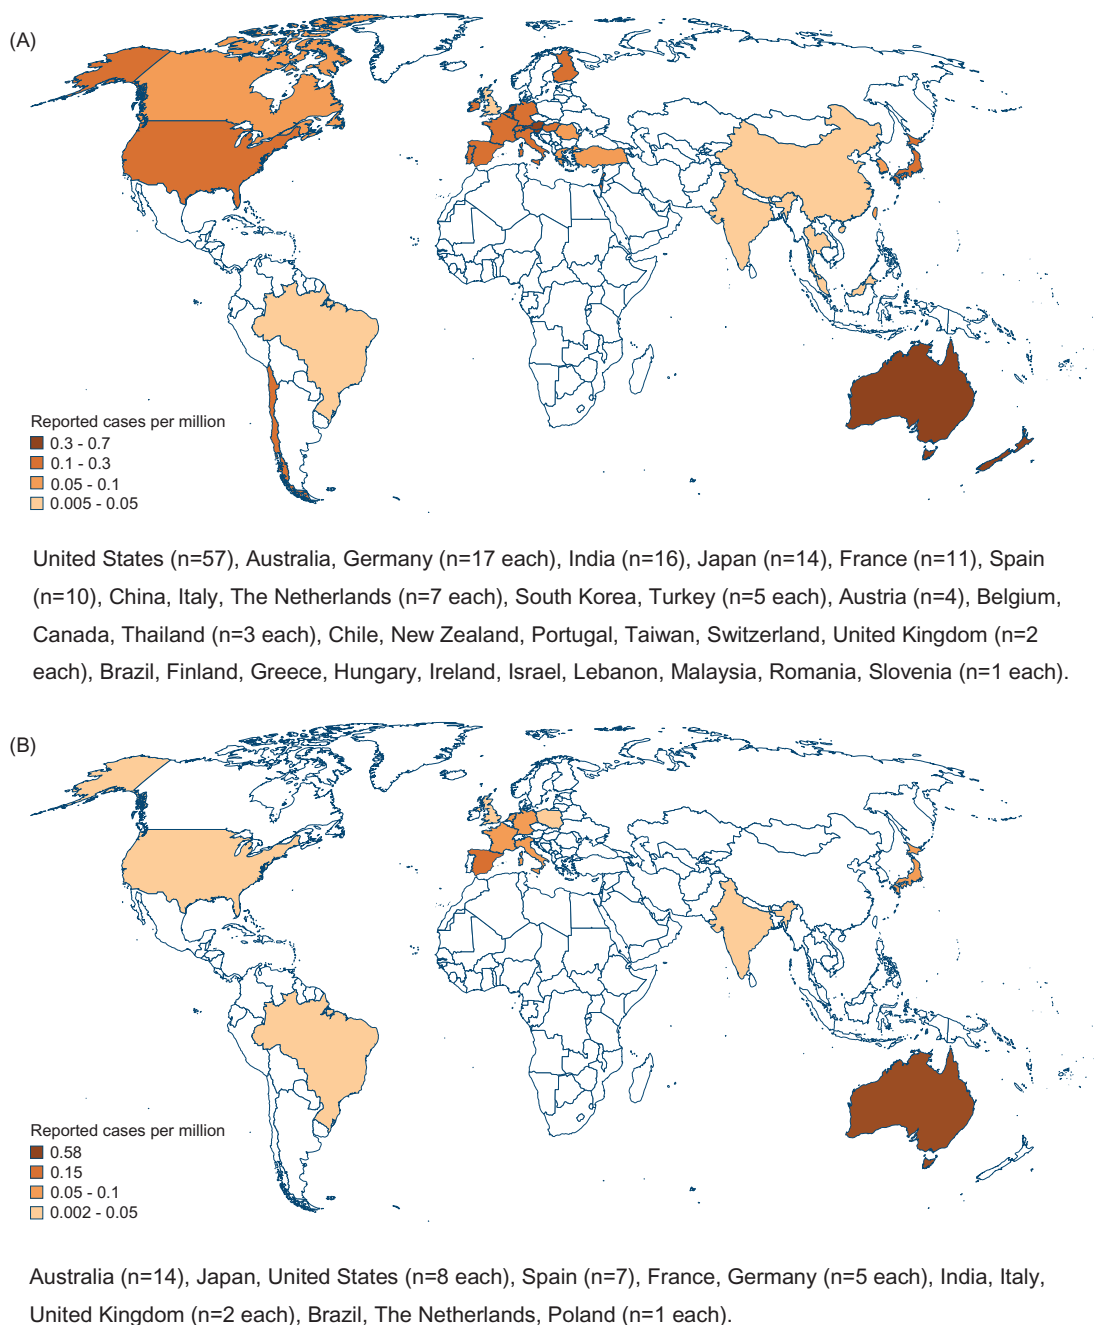 (A)
Reported cases per million
0.3 - 0.7
0.1 - 0.3
0.05 - 0.1
0.005 - 0.05
United States (n=57), Australia, Germany (n=17 each), India (n=16), Japan (n=14), France (n=11), Spain
(n=10), China, Italy, The Netherlands (n=7 each), South Korea, Turkey (n=5 each), Austria (n=4), Belgium,
Canada, Thailand (n=3 each), Chile, New Zealand, Portugal, Taiwan, Switzerland, United Kingdom (n=2
each), Brazil, Finland, Greece, Hungary, Ireland, Israel, Lebanon, Malaysia, Romania, Slovenia (n=1 each).
(B)
Reported cases per million
0.58
0.15
0.05 - 0.1
0.002 - 0.05
Australia (n=14), Japan, United States (n=8 each), Spain (n=7), France, Germany (n=5 each), India, Italy,
United Kingdom (n=2 each), Brazil, The Netherlands, Poland (n=1 each).